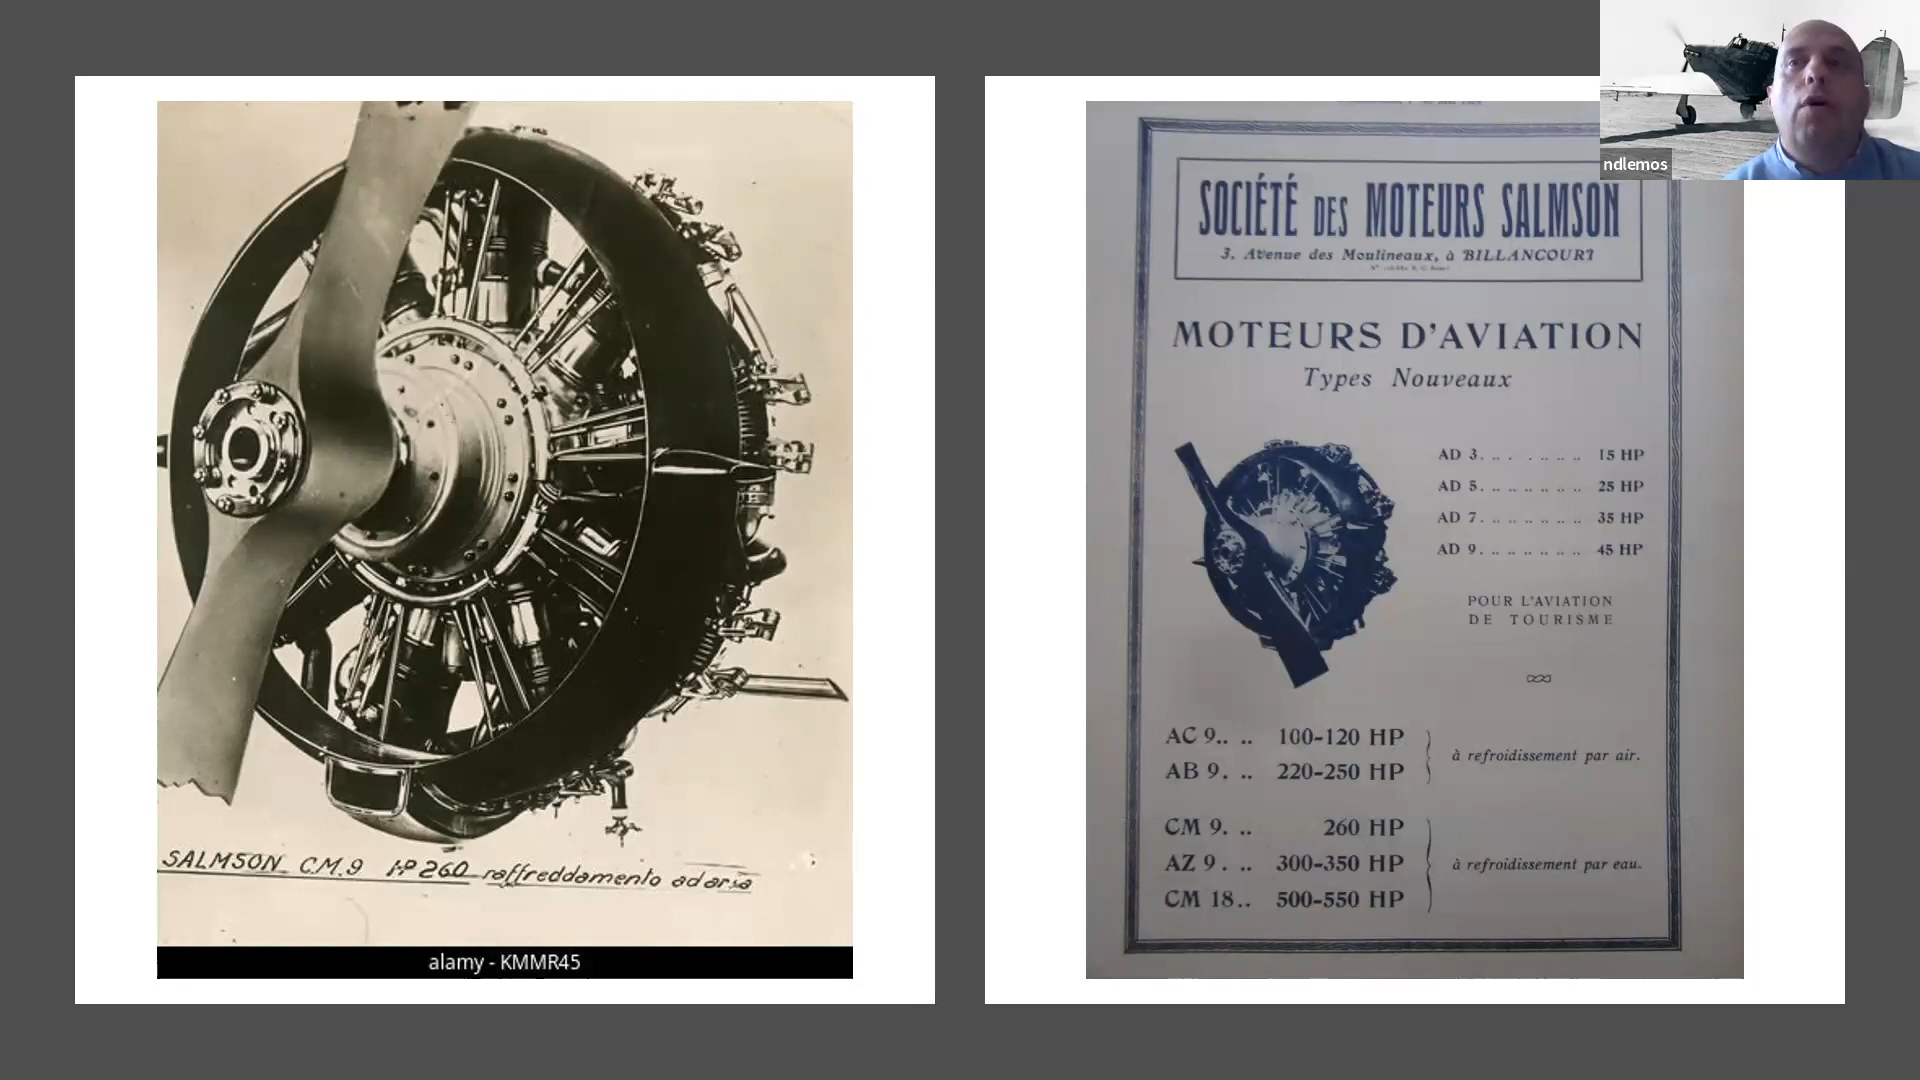 SALMSON C.M.9 HP 260 raffreddamento ad aria
alamy - KMMR45
SOCIÉTÉ DES MOTEURS SALMSON
3, Avenue des Moulineaux, à BILLANCOURT
MOTEURS D'AVIATION
Types Nouveaux
AD 3. .. . . .. .. .. 15 HP
AD 5. .. .. .. .. .. .. 25 HP
AD 7. .. .. .. .. .. .. 35 HP
AD 9. .. .. .. .. .. .. 45 HP
POUR L'AVIATION
DE TOURISME
AC 9.. .. 100-120 HP
AB 9. .. 220-250 HP
à refroidissement par air.
CM 9. .. 260 HP
AZ 9 . .. 300-350 HP
CM 18.. 500-550 HP
à refroidissement par eau.
ndlemos